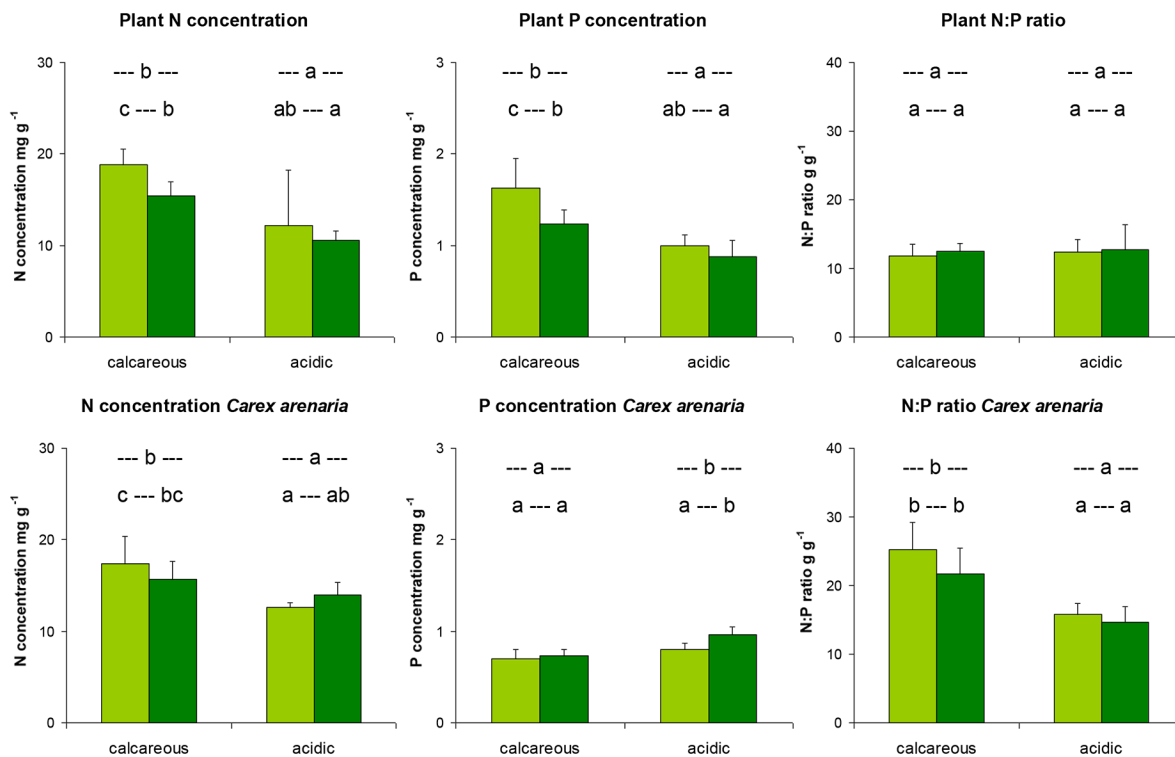 Plant N concentration
N concentration mg g-1
30
20
10
0
--- b ---
--- a ---
c --- b
ab --- a
calcareous
acidic
Plant P concentration
P concentration mg g-1
3
2
1
0
--- b ---
--- a ---
c --- b
ab --- a
calcareous
acidic
Plant N:P ratio
N:P ratio g g-1
40
30
20
10
0
--- a ---
--- a ---
a --- a
a --- a
calcareous
acidic
N concentration Carex arenaria
N concentration mg g-1
30
20
10
0
--- b ---
--- a ---
c --- bc
a --- ab
calcareous
acidic
P concentration Carex arenaria
P concentration mg g-1
3
2
1
0
--- a ---
--- b ---
a --- a
a --- b
calcareous
acidic
N:P ratio Carex arenaria
N:P ratio g g-1
40
30
20
10
0
--- b ---
--- a ---
b --- b
a --- a
calcareous
acidic